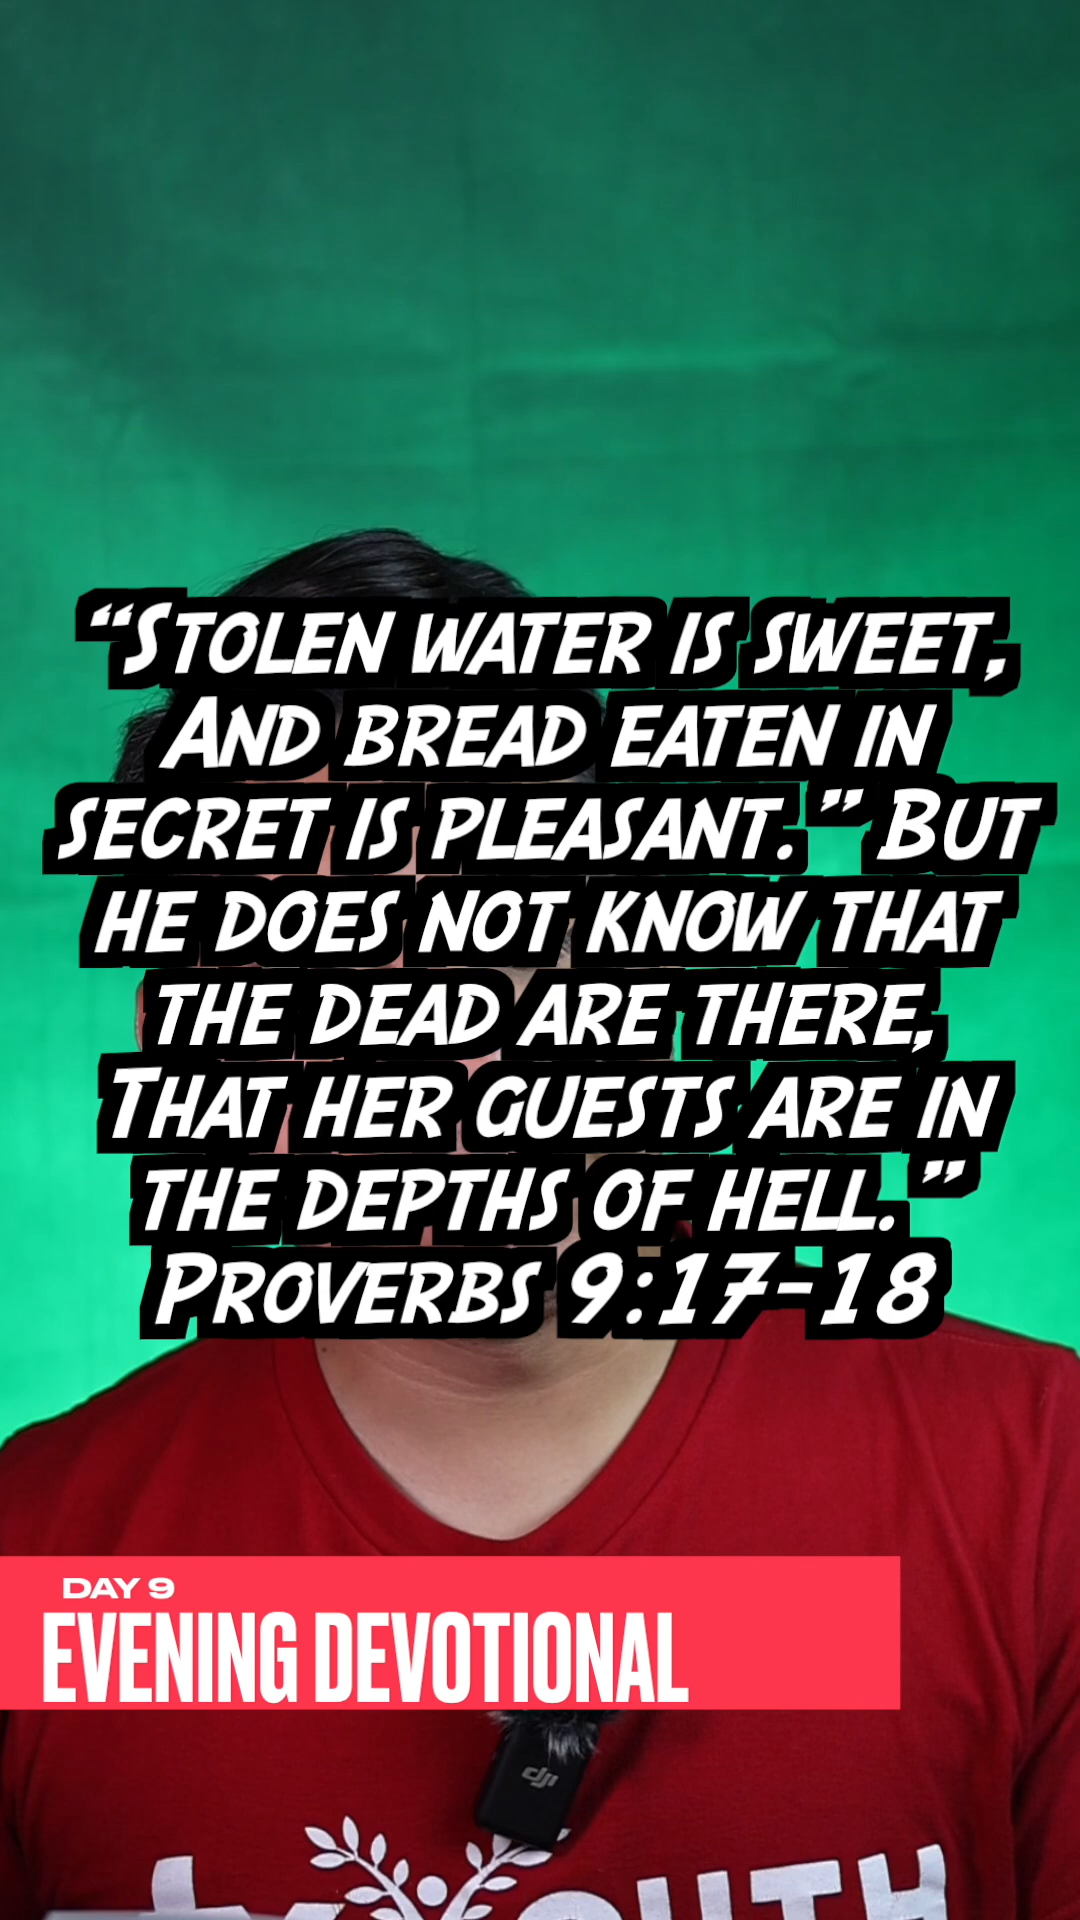 “Stolen water is sweet,
And bread eaten in
secret is pleasant.” But
he does not know that
the dead are there,
That her guests are in
the depths of hell.”
Proverbs 9:17-18
DAY 9
EVENING DEVOTIONAL
dji